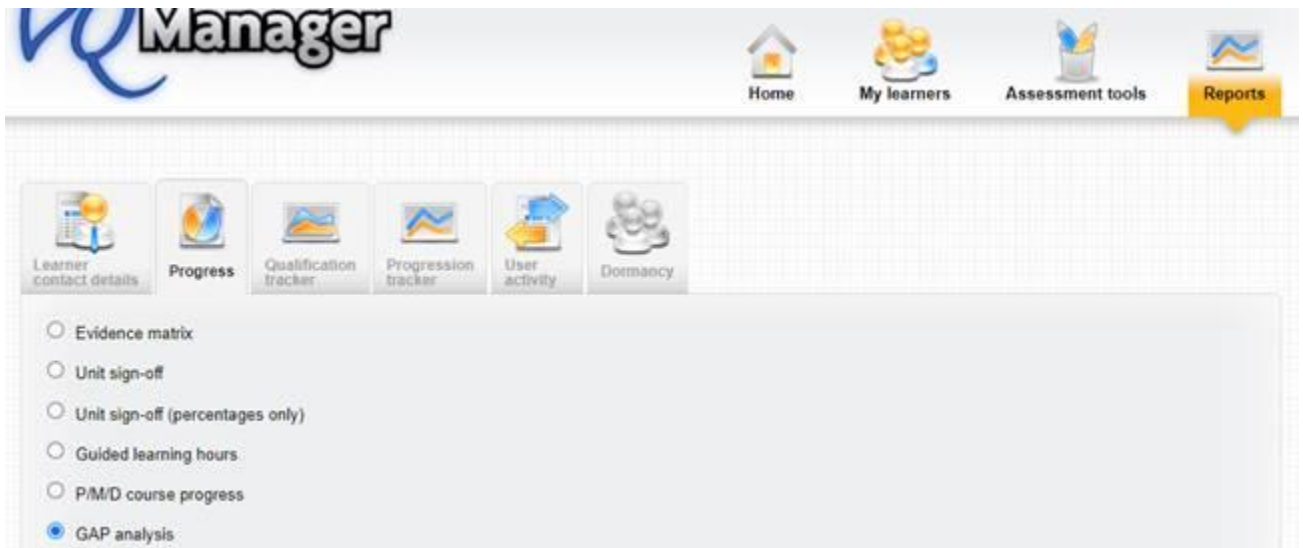 VQManager
Home
My learners
Assessment tools
Reports
Learner
contact details
Progress
Qualification
tracker
Progression
tracker
User
activity
Dormancy
Evidence matrix
Unit sign-off
Unit sign-off (percentages only)
Guided learning hours
P/M/D course progress
GAP analysis